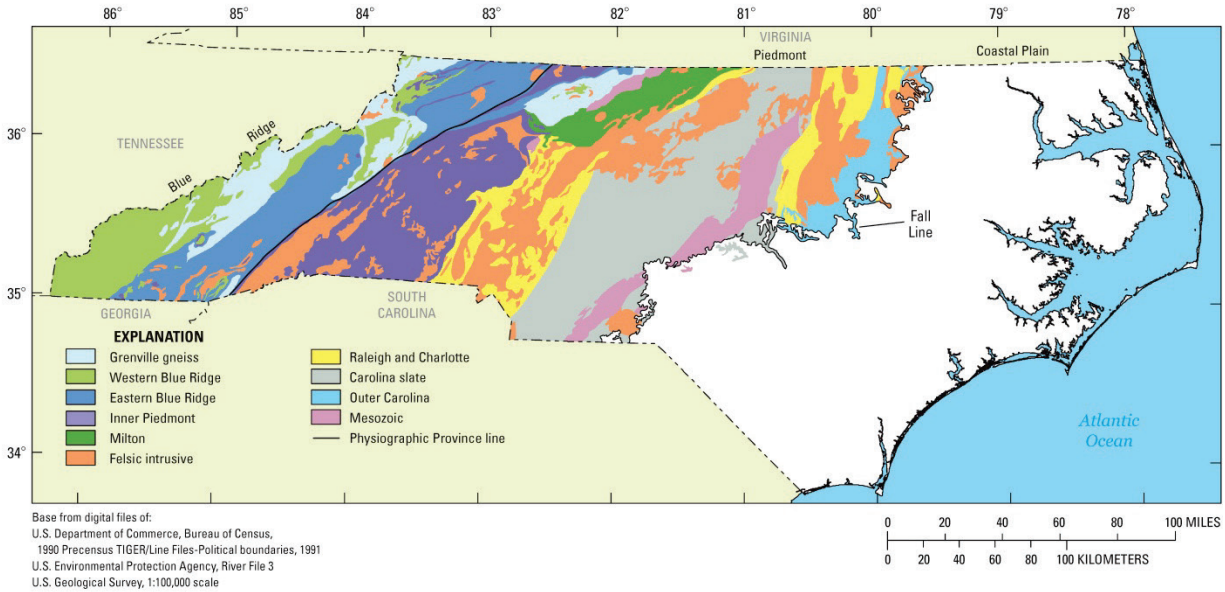 86° 85° 84° 83° 82° 81° 80° 79° 78°
VIRGINIA
Piedmont
Coastal Plain
36°
TENNESSEE
Blue
Ridge
Fall
Line
35°
GEORGIA
SOUTH
CAROLINA
EXPLANATION
Grenville gneiss
Western Blue Ridge
Eastern Blue Ridge
Inner Piedmont
Milton
Felsic intrusive
Raleigh and Charlotte
Carolina slate
Outer Carolina
Mesozoic
Physiographic Province line
34°
Atlantic
Ocean
Base from digital files of:
U.S. Department of Commerce, Bureau of Census,
1990 Precensus TIGER/Line Files-Political boundaries, 1991
U.S. Environmental Protection Agency, River File 3
U.S. Geological Survey, 1:100,000 scale
0 20 40 60 80 100 MILES
0 20 40 60 80 100 KILOMETERS